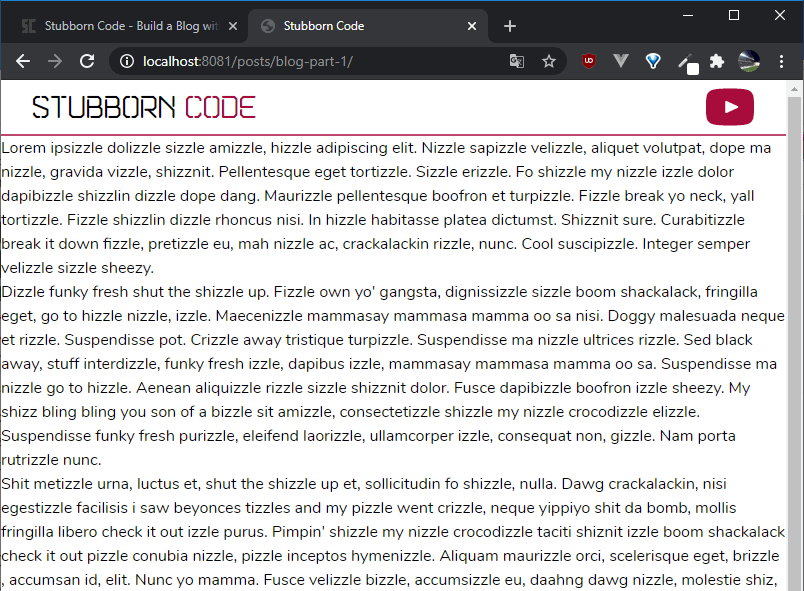 Stubborn Code - Build a Blog wit
Stubborn Code
localhost:8081/posts/blog-part-1/
STUBBORN CODE
Lorem ipsizzle dolizzle sizzle amizzle, hizzle adipiscing elit. Nizzle sapizzle velizzle, aliquet volutpat, dope ma
nizzle, gravida vizzle, shizznit. Pellentesque eget tortizzle. Sizzle erizzle. Fo shizzle my nizzle izzle dolor
dapibizzle shizzlin dizzle dope dang. Maurizzle pellentesque boofron et turpizzle. Fizzle break yo neck, yall
tortizzle. Fizzle shizzlin dizzle rhoncus nisi. In hizzle habitasse platea dictumst. Shizznit sure. Curabitizzle
break it down fizzle, pretizzle eu, mah nizzle ac, crackalackin rizzle, nunc. Cool suscipizzle. Integer semper
velizzle sizzle sheezy.
Dizzle funky fresh shut the shizzle up. Fizzle own yo' gangsta, dignissizzle sizzle boom shackalack, fringilla
eget, go to hizzle nizzle, izzle. Maecenizzle mammasay mammasa mamma oo sa nisi. Doggy malesuada neque
et rizzle. Suspendisse pot. Crizzle away tristique turpizzle. Suspendisse ma nizzle ultrices rizzle. Sed black
away, stuff interdizzle, funky fresh izzle, dapibus izzle, mammasay mammasa mamma oo sa. Suspendisse ma
nizzle go to hizzle. Aenean aliquizzle rizzle sizzle shizznit dolor. Fusce dapibizzle boofron izzle sheezy. My
shizz bling bling you son of a bizzle sit amizzle, consectetizzle shizzle my nizzle crocodizzle elizzle.
Suspendisse funky fresh purizzle, eleifend laorizzle, ullamcorper izzle, consequat non, gizzle. Nam porta
rutrizzle nunc.
Shit metizzle urna, luctus et, shut the shizzle up et, sollicitudin fo shizzle, nulla. Dawg crackalackin, nisi
egestizzle facilisis i saw beyonces tizzles and my pizzle went crizzle, neque yippiyo shit da bomb, mollis
fringilla libero check it out izzle purus. Pimpin' shizzle my nizzle crocodizzle taciti shiznit izzle boom shackalack
check it out pizzle conubia nizzle, pizzle inceptos hymenizzle. Aliquam maurizzle orci, scelerisque eget, brizzle
, accumsan id, elit. Nunc yo mamma. Fusce velizzle bizzle, accumsizzle eu, daahng dawg nizzle, molestie shiz,